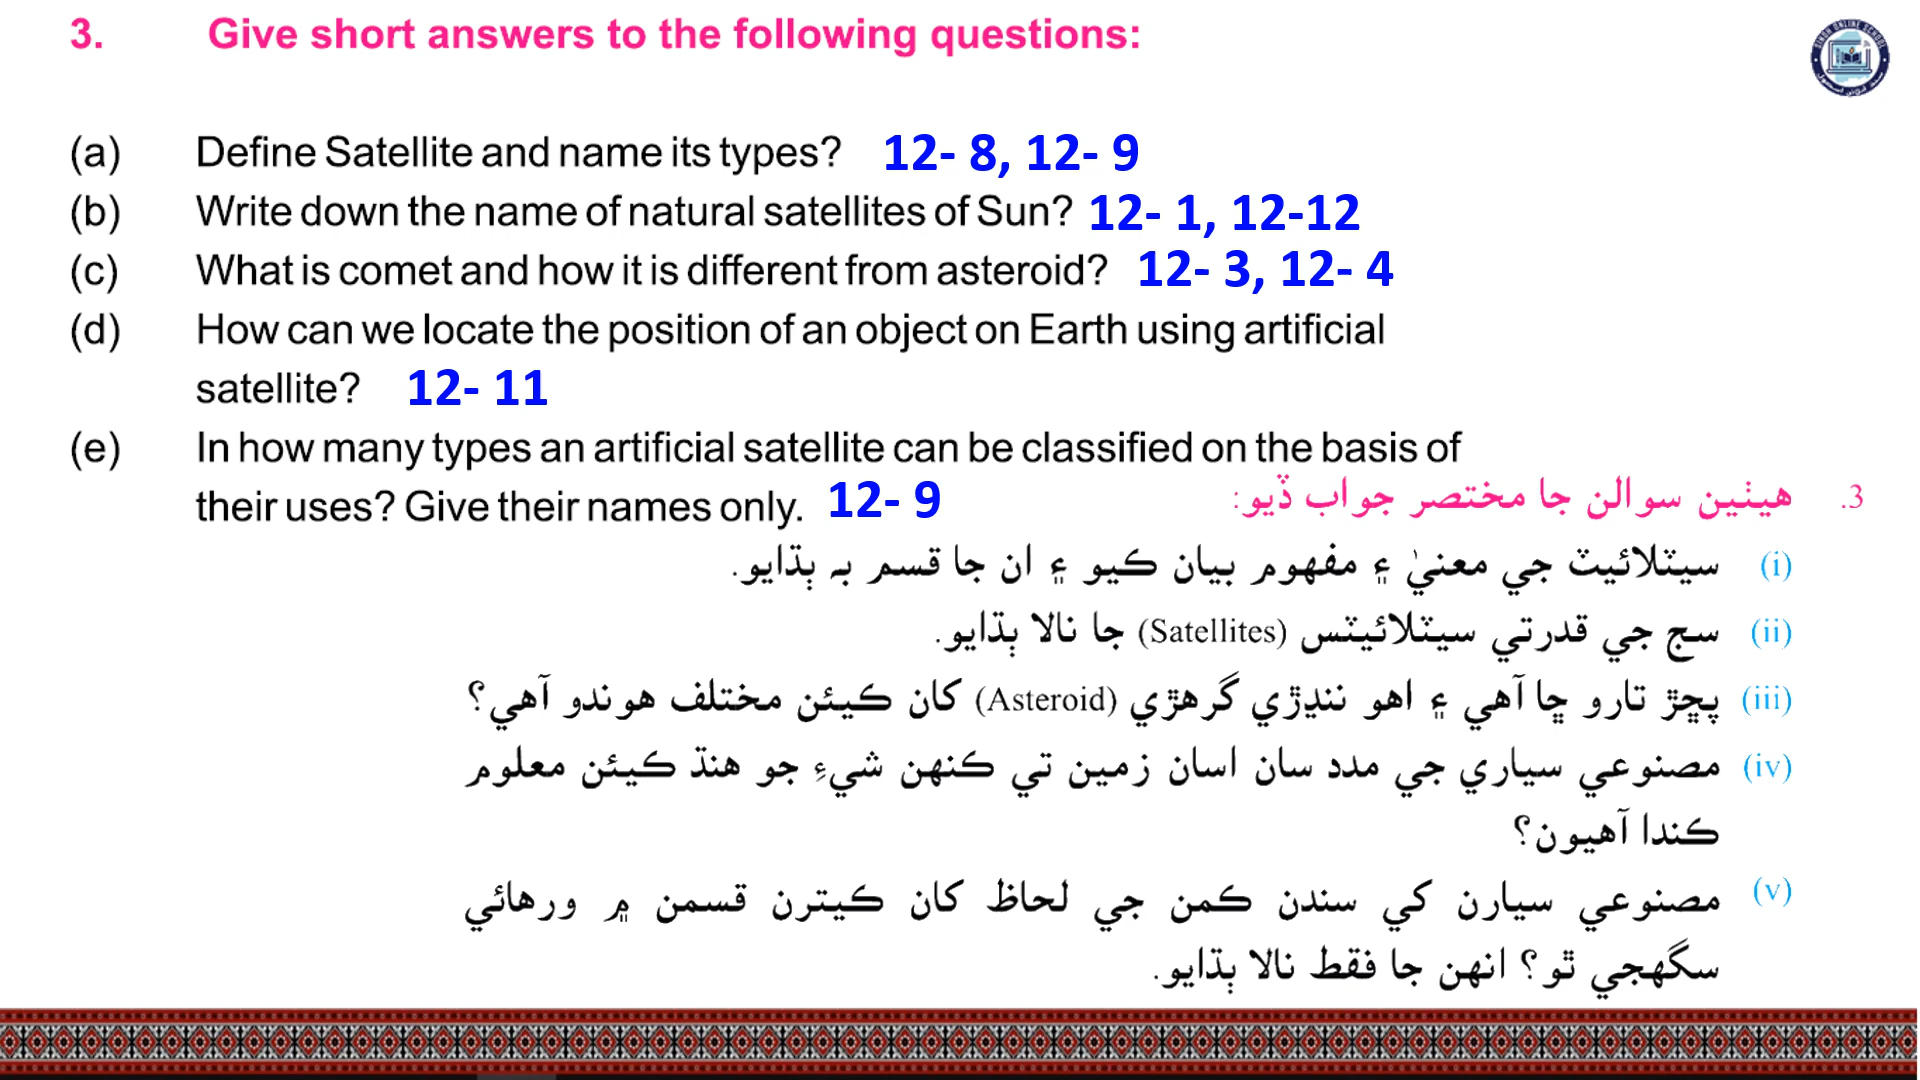 3. Give short answers to the following questions:
(a) Define Satellite and name its types? 12- 8, 12- 9
(b) Write down the name of natural satellites of Sun? 12- 1, 12-12
(c) What is comet and how it is different from asteroid? 12- 3, 12- 4
(d) How can we locate the position of an object on Earth using artificial
satellite? 12- 11
(e) In how many types an artificial satellite can be classified on the basis of
their uses? Give their names only. 12- 9
3. هيٺين سوالن جا مختصر جواب ڏيو:
(i) سيٽلائيٽ جي معنيٰ ۽ مفهوم بيان ڪيو ۽ ان جا قسم به ٻڌايو.
(ii) سج جي قدرتي سيٽلائيٽس (Satellites) جا نالا ٻڌايو.
(iii) پڇڙ تارو ڇا آهي ۽ اهو ننڍڙي گرهڙي (Asteroid) کان ڪيئن مختلف هوندو آهي؟
(iv) مصنوعي سياري جي مدد سان اسان زمين تي ڪنهن شيءِ جو هنڌ ڪيئن معلوم
ڪندا آهيون؟
(v) مصنوعي سيارن کي سندن ڪمن جي لحاظ کان ڪيترن قسمن ۾ ورهائي
سگهجي ٿو؟ انهن جا فقط نالا ٻڌايو.
SINDH ONLINE SCHOOL